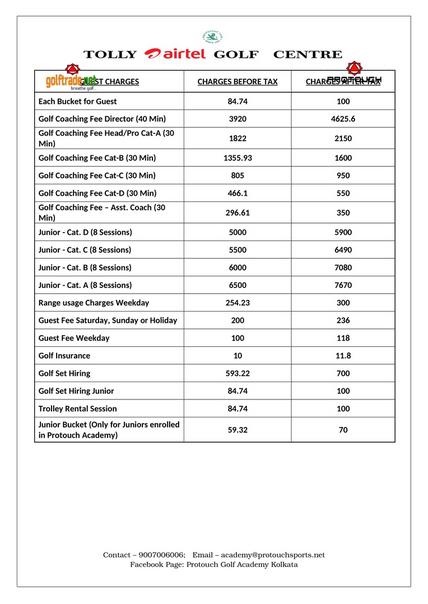 TOLLY airtel GOLF CENTRE
golftrade.net
breathe golf..
GUEST CHARGES CHARGES BEFORE TAX CHARGES AFTER TAX
PROTOUCH
Each Bucket for Guest 84.74 100
Golf Coaching Fee Director (40 Min) 3920 4625.6
Golf Coaching Fee Head/Pro Cat-A (30
Min) 1822 2150
Golf Coaching Fee Cat-B (30 Min) 1355.93 1600
Golf Coaching Fee Cat-C (30 Min) 805 950
Golf Coaching Fee Cat-D (30 Min) 466.1 550
Golf Coaching Fee – Asst. Coach (30
Min) 296.61 350
Junior - Cat. D (8 Sessions) 5000 5900
Junior - Cat. C (8 Sessions) 5500 6490
Junior - Cat. B (8 Sessions) 6000 7080
Junior - Cat. A (8 Sessions) 6500 7670
Range usage Charges Weekday 254.23 300
Guest Fee Saturday, Sunday or Holiday 200 236
Guest Fee Weekday 100 118
Golf Insurance 10 11.8
Golf Set Hiring 593.22 700
Golf Set Hiring Junior 84.74 100
Trolley Rental Session 84.74 100
Junior Bucket (Only for Juniors enrolled
in Protouch Academy) 59.32 70
Contact – 9007006006; Email – academy@protouchsports.net
Facebook Page: Protouch Golf Academy Kolkata